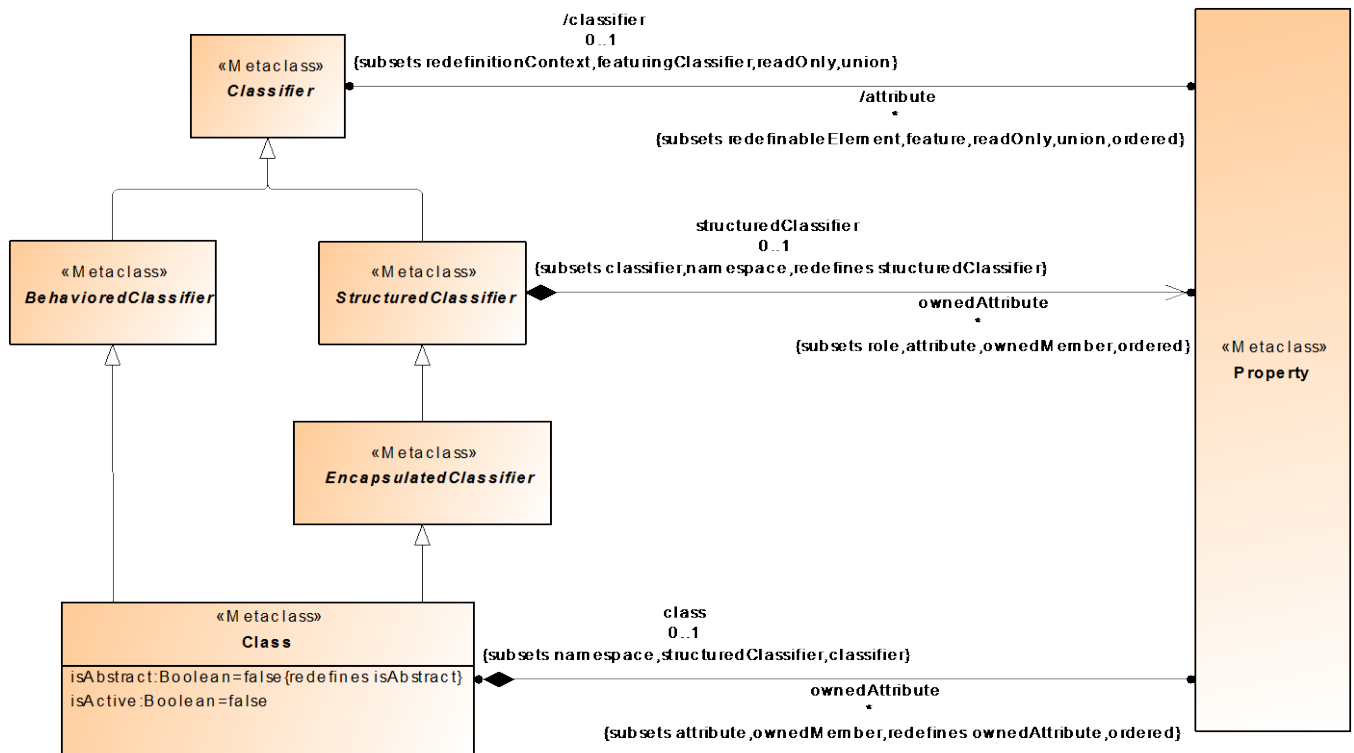 /classifier
0..1
{subsets redefinitionContext,featuringClassifier,readOnly,union}
«Metaclass»
Classifier
/attribute
*
{subsets redefinableElement,feature,readOnly,union,ordered}
structuredClassifier
0..1
{subsets classifier,namespace,redefines structuredClassifier}
«Metaclass»
BehavioredClassifier
«Metaclass»
StructuredClassifier
ownedAttribute
*
{subsets role,attribute,ownedMember,ordered}
«Metaclass»
Property
«Metaclass»
EncapsulatedClassifier
«Metaclass»
Class
isAbstract:Boolean=false{redefines isAbstract}
isActive:Boolean=false
class
0..1
{subsets namespace,structuredClassifier,classifier}
ownedAttribute
*
{subsets attribute,ownedMember,redefines ownedAttribute,ordered}